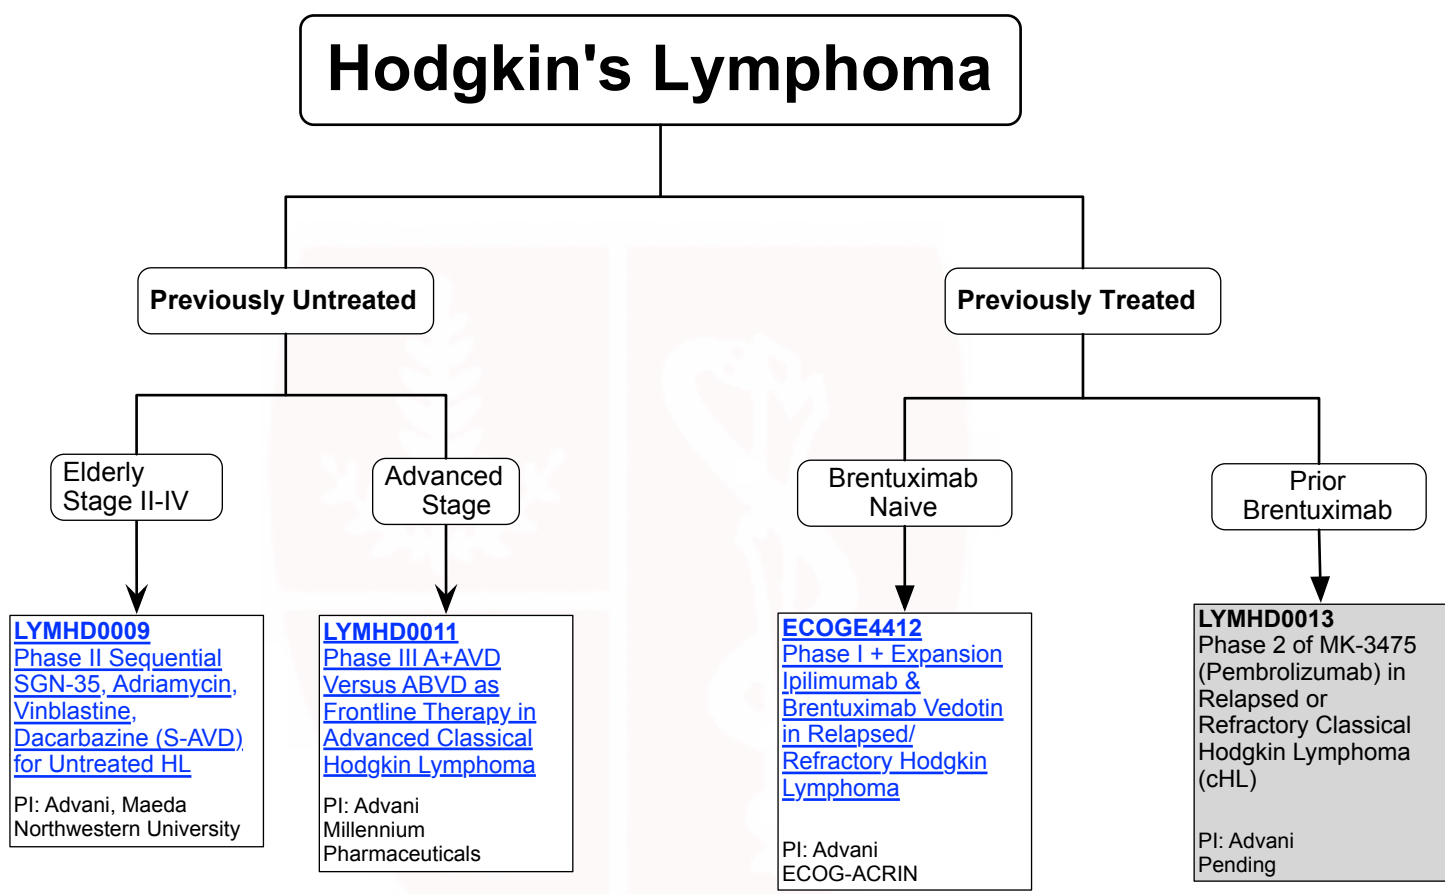 Hodgkin's Lymphoma
Previously Untreated
Previously Treated
Elderly
Stage II-IV
Advanced
Stage
Brentuximab
Naive
Prior
Brentuximab
LYMHD0009
Phase II Sequential
SGN-35, Adriamycin,
Vinblastine,
Dacarbazine (S-AVD)
for Untreated HL
PI: Advani, Maeda
Northwestern University
LYMHD0011
Phase III A+AVD
Versus ABVD as
Frontline Therapy in
Advanced Classical
Hodgkin Lymphoma
PI: Advani
Millennium
Pharmaceuticals
ECOGE4412
Phase I + Expansion
Ipilimumab &
Brentuximab Vedotin
in Relapsed/
Refractory Hodgkin
Lymphoma
PI: Advani
ECOG-ACRIN
LYMHD0013
Phase 2 of MK-3475
(Pembrolizumab) in
Relapsed or
Refractory Classical
Hodgkin Lymphoma
(cHL)
PI: Advani
Pending